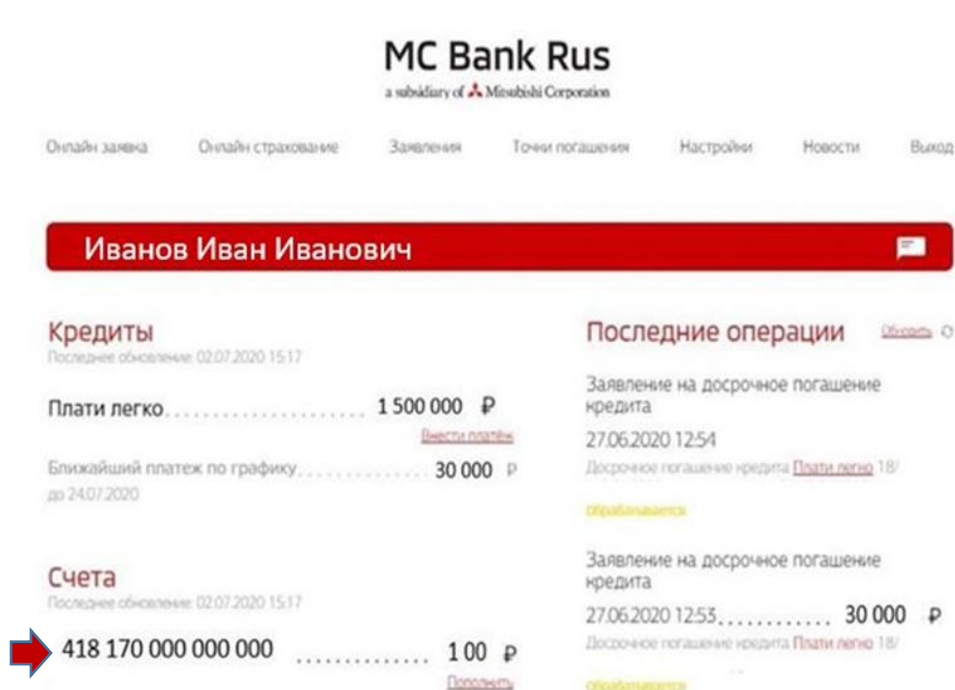 MC Bank Rus
a subsidiary of Mitsubishi Corporation
Онлайн заявка
Онлайн страхование
Заявления
Точки погашения
Настройки
Новости
Выход
Иванов Иван Иванович
Кредиты
Последнее обновление: 02.07.2020 15:17
Плати легко 1 500 000 ₽
Внести платёж
Ближайший платеж по графику 30 000 ₽
до 24.07.2020
Счета
Последнее обновление: 02.07.2020 15:17
418 170 000 000 000 1 00 ₽
Пополнить
Последние операции
Обновить
Заявление на досрочное погашение
кредита
27.06.2020 12:54
Досрочное погашение кредита Плати легко 18/
Обрабатывается
Заявление на досрочное погашение
кредита
27.06.2020 12:53 30 000 ₽
Досрочное погашение кредита Плати легко 18/
Обрабатывается